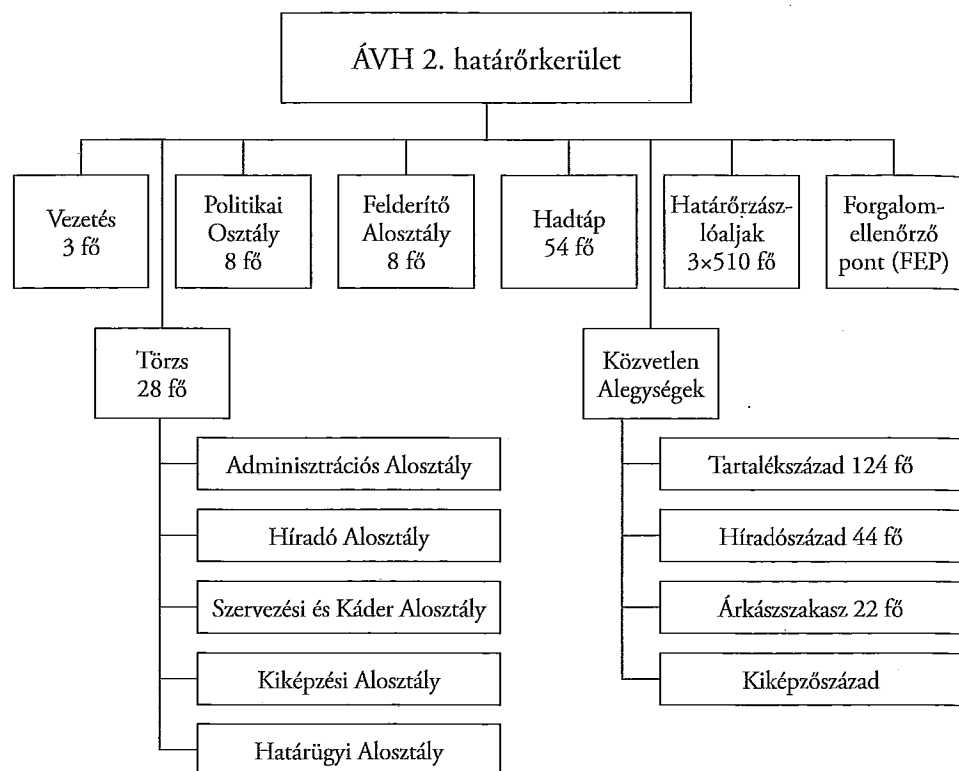 ÁVH 2. határőrkerület
Vezetés
3 fő
Politikai
Osztály
8 fő
Felderítő
Alosztály
8 fő
Hadtáp
54 fő
Határőrzász-
lóaljak
3×510 fő
Forgalom-
ellenőrző
pont (FEP)
Törzs
28 fő
Adminisztrációs Alosztály
Híradó Alosztály
Szervezési és Káder Alosztály
Kiképzési Alosztály
Határügyi Alosztály
Közvetlen
Alegységek
Tartalékszázad 124 fő
Híradószázad 44 fő
Árkászszakasz 22 fő
Kiképzőszázad